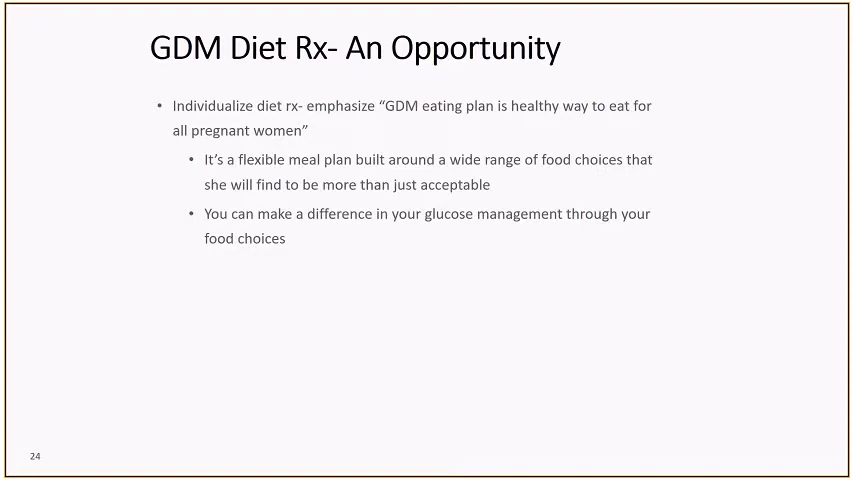 GDM Diet Rx- An Opportunity
• Individualize diet rx- emphasize “GDM eating plan is healthy way to eat for
all pregnant women”
• It’s a flexible meal plan built around a wide range of food choices that
she will find to be more than just acceptable
• You can make a difference in your glucose management through your
food choices
24